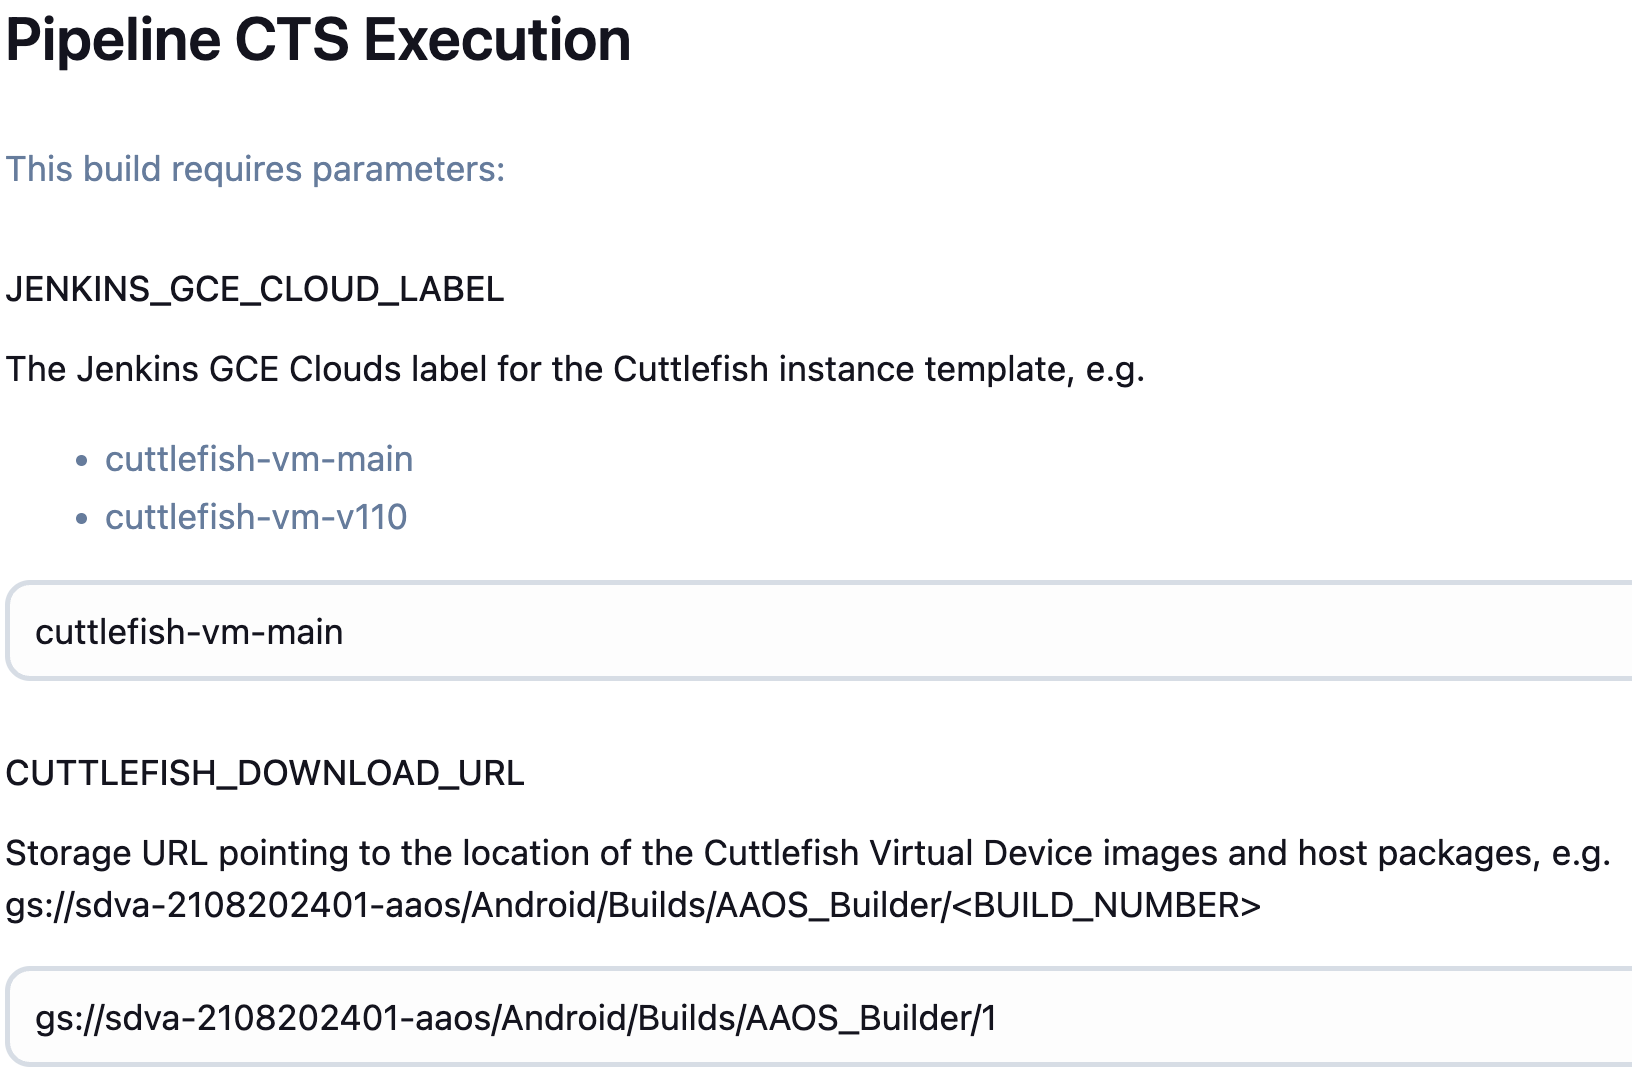 Pipeline CTS Execution
This build requires parameters:
JENKINS_GCE_CLOUD_LABEL
The Jenkins GCE Clouds label for the Cuttlefish instance template, e.g.
• cuttlefish-vm-main
• cuttlefish-vm-v110
cuttlefish-vm-main
CUTTLEFISH_DOWNLOAD_URL
Storage URL pointing to the location of the Cuttlefish Virtual Device images and host packages, e.g.
gs://sdva-2108202401-aaos/Android/Builds/AAOS_Builder/<BUILD_NUMBER>
gs://sdva-2108202401-aaos/Android/Builds/AAOS_Builder/1